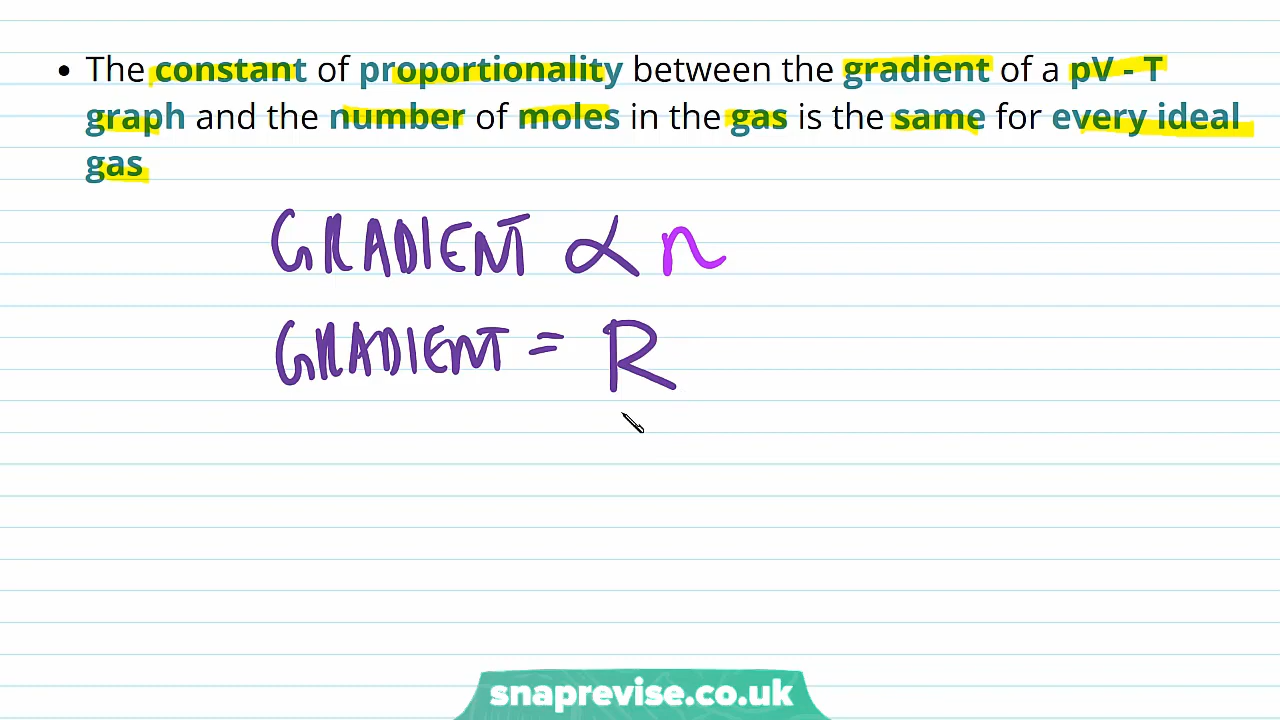 • The constant of proportionality between the gradient of a pV - T
graph and the number of moles in the gas is the same for every ideal
gas
GRADIENT ∝ n
GRADIENT = R
snaprevise.co.uk